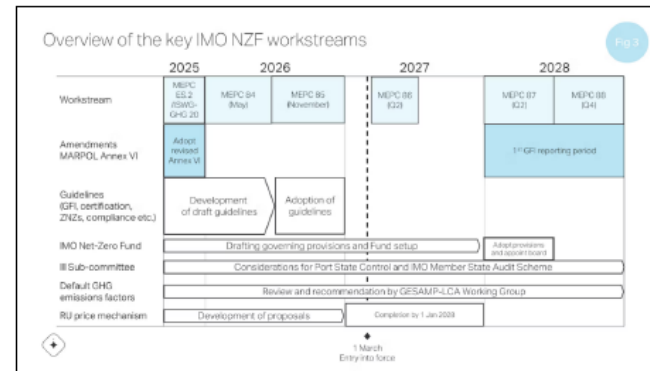 Overview of the key IMO NZF workstreams
Fig 3
2025 2026 2027 2028
Workstream
MEPC
ES.2
/ISWG-
GHG 20
MEPC 84
(May)
MEPC 85
(November)
MEPC 86
(Q2)
MEPC 87
(Q2)
MEPC 88
(Q4)
Amendments
MARPOL Annex VI
Adopt
revised
Annex VI
1st GFI reporting period
Guidelines
(GFI, certification,
ZNZs, compliance etc.)
Development
of draft guidelines
Adoption of
guidelines
IMO Net-Zero Fund
Drafting governing provisions and Fund setup
Adopt provisions
and appoint board
III Sub-committee
Considerations for Port State Control and IMO Member State Audit Scheme
Default GHG
emissions factors
Review and recommendation by GESAMP-LCA Working Group
RU price mechanism
Development of proposals
Completion by 1 Jan 2028
1 March
Entry into force